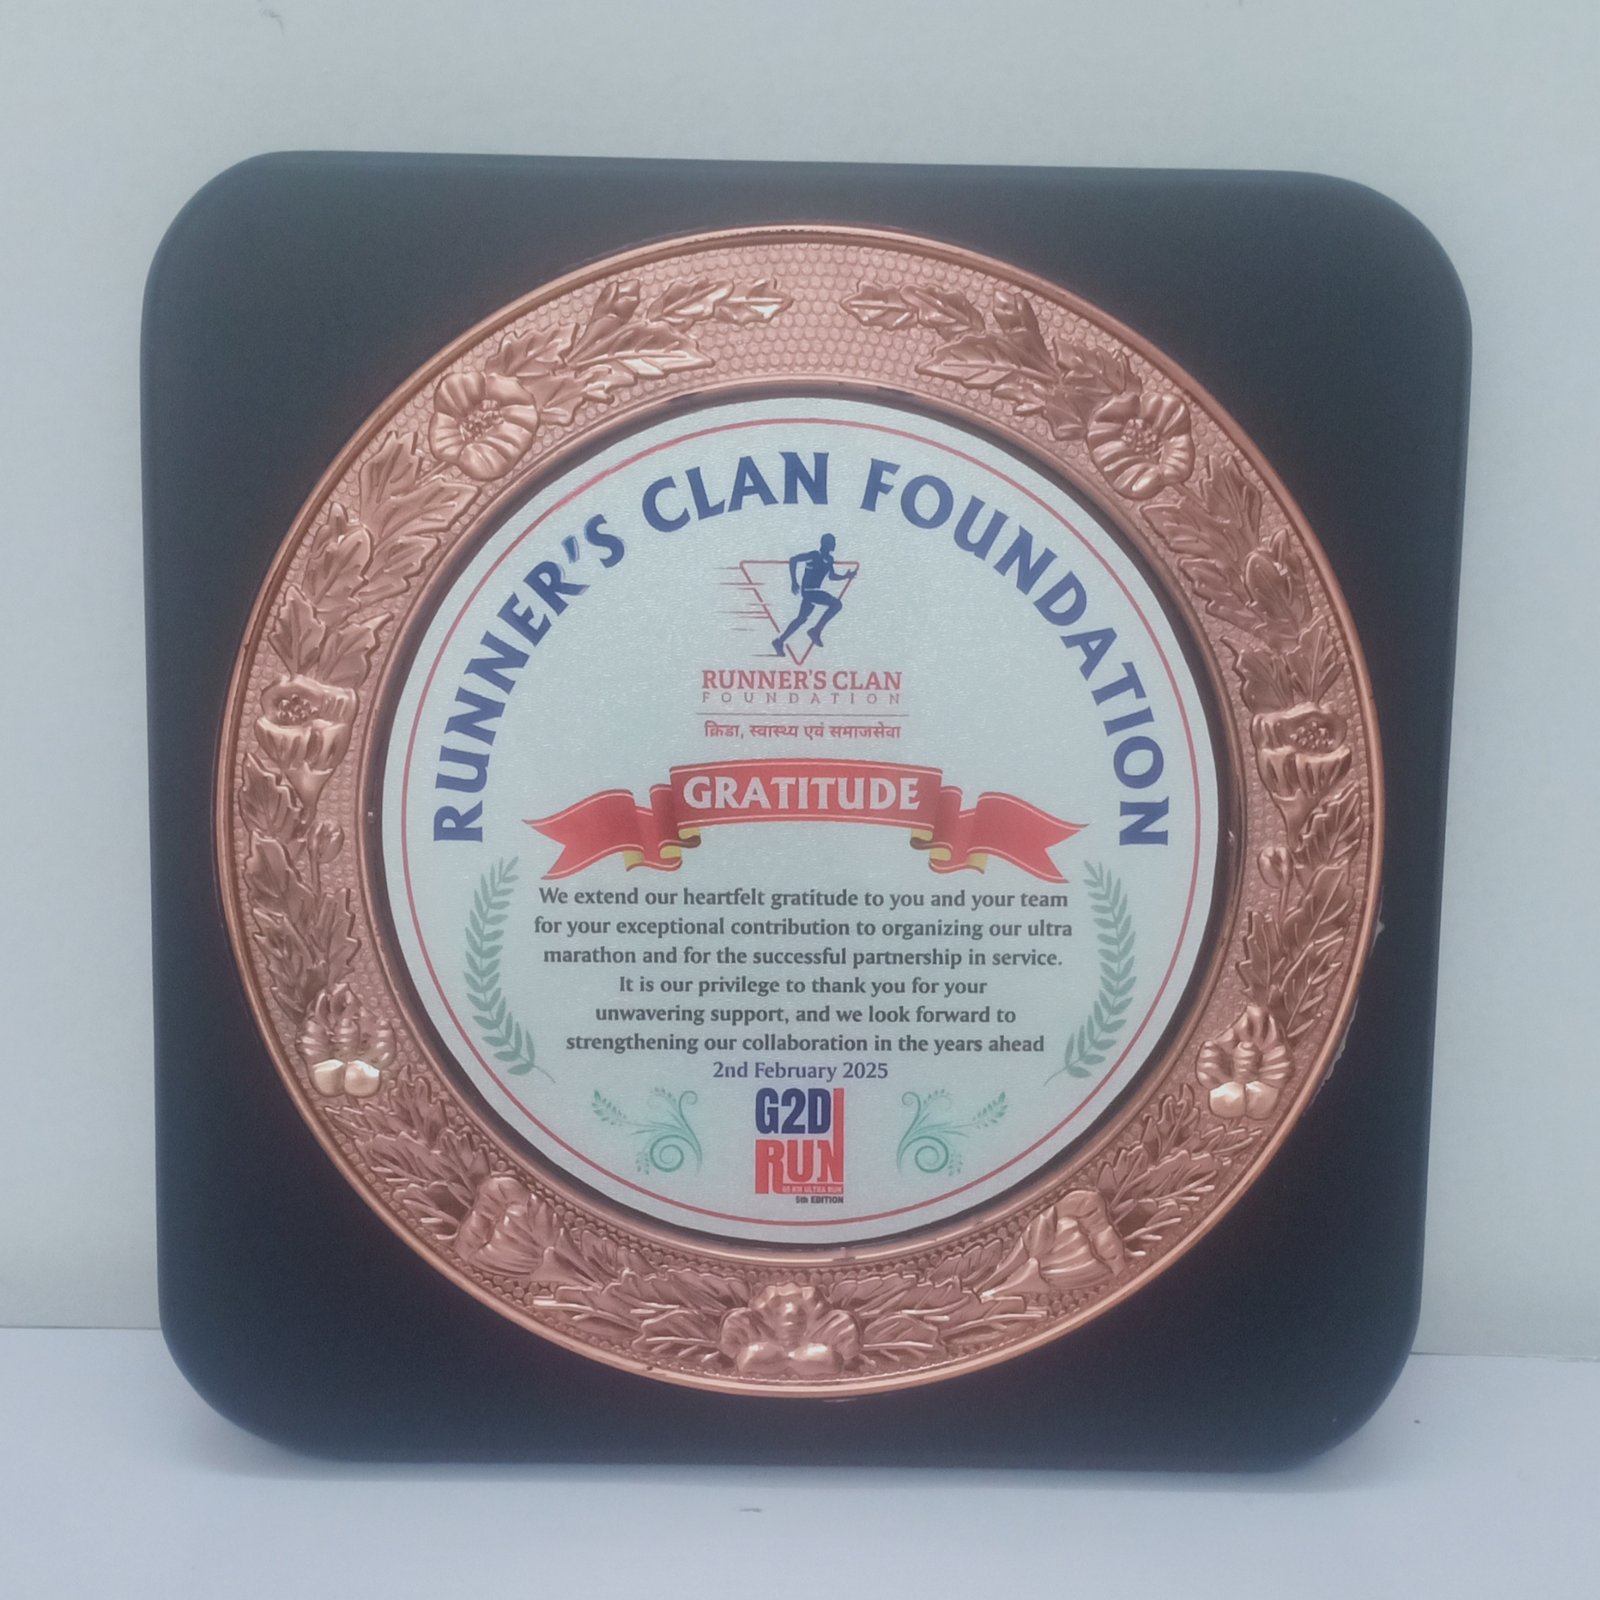 RUNNER'S CLAN FOUNDATION
RUNNER'S CLAN
FOUNDATION
क्रिडा, स्वास्थ्य एवं समाजसेवा
GRATITUDE
We extend our heartfelt gratitude to you and your team
for your exceptional contribution to organizing our ultra
marathon and for the successful partnership in service.
It is our privilege to thank you for your
unwavering support, and we look forward to
strengthening our collaboration in the years ahead
2nd February 2025
G2D
RUN
KM ULTRA RUN
5th EDITION